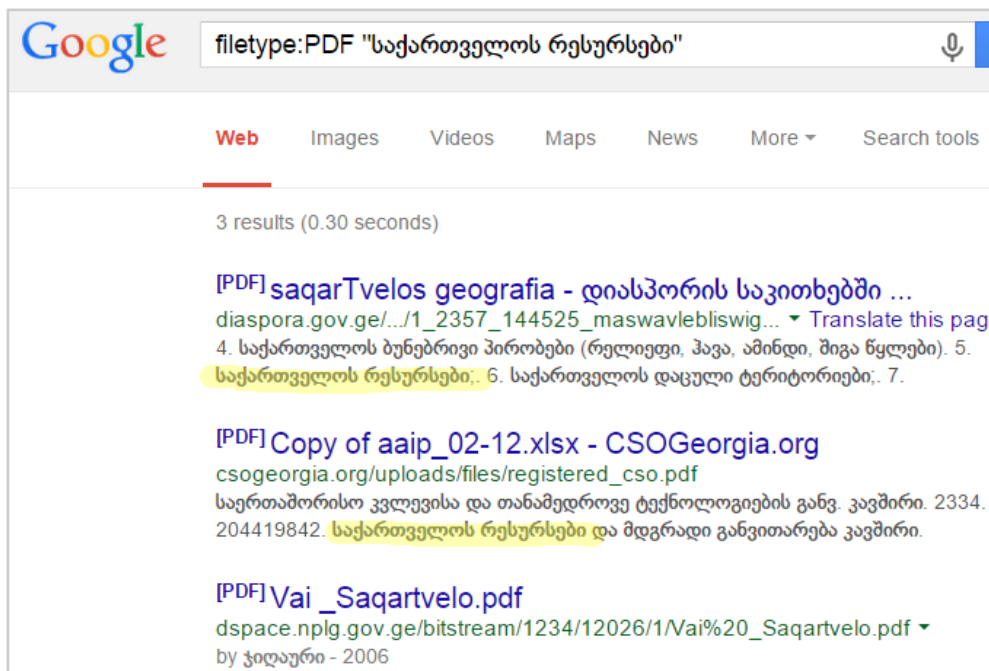 Google
filetype:PDF "საქართველოს რესურსები"
Web Images Videos Maps News More Search tools
3 results (0.30 seconds)
[PDF] saqarTvelos geografia - დიასპორის საკითხებში ...
diaspora.gov.ge/.../1_2357_144525_maswavlebliswig... Translate this pag
4. საქართველოს ბუნებრივი პირობები (რელიეფი, ჰავა, ამინდი, შიგა წყლები). 5.
საქართველოს რესურსები;. 6. საქართველოს დაცული ტერიტორიები;. 7.
[PDF] Copy of aaip_02-12.xlsx - CSOGeorgia.org
csogeorgia.org/uploads/files/registered_cso.pdf
საერთაშორისო კვლევისა და თანამედროვე ტექნოლოგიების განვ. კავშირი. 2334.
204419842. საქართველოს რესურსები და მდგრადი განვითარება კავშირი.
[PDF] Vai _Saqartvelo.pdf
dspace.nplg.gov.ge/bitstream/1234/12026/1/Vai%20_Saqartvelo.pdf
by ჯიღაური - 2006